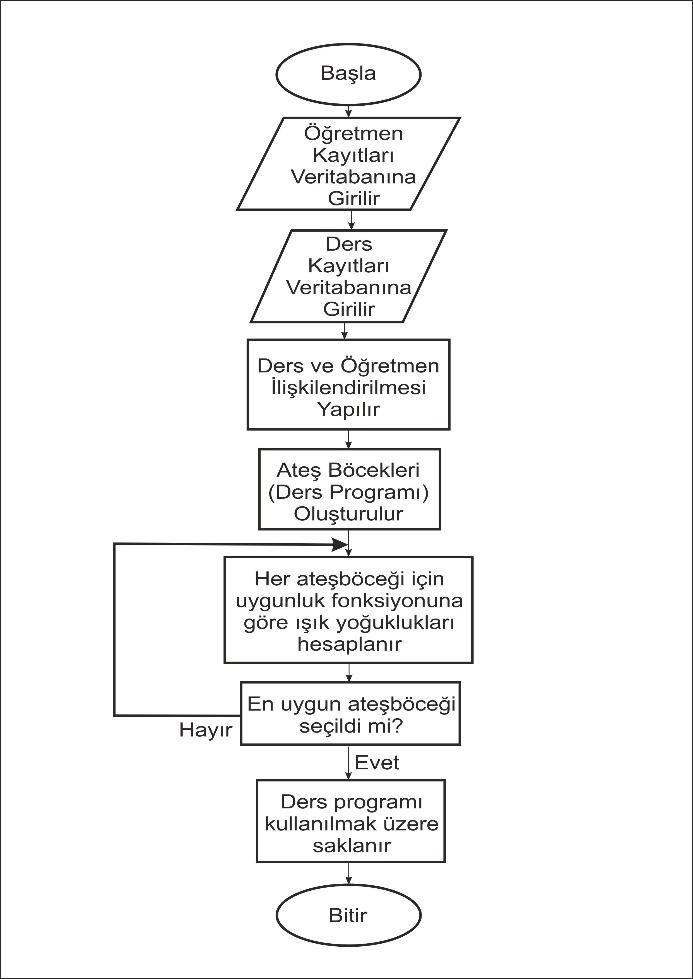 Başla
Öğretmen
Kayıtları
Veritabanına
Girilir
Ders
Kayıtları
Veritabanına
Girilir
Ders ve Öğretmen
İlişkilendirilmesi
Yapılır
Ateş Böcekleri
(Ders Programı)
Oluşturulur
Her ateşböceği için
uygunluk fonksiyonuna
göre ışık yoğuklukları
hesaplanır
En uygun ateşböceği
seçildi mi?
Hayır
Evet
Ders programı
kullanılmak üzere
saklanır
Bitir